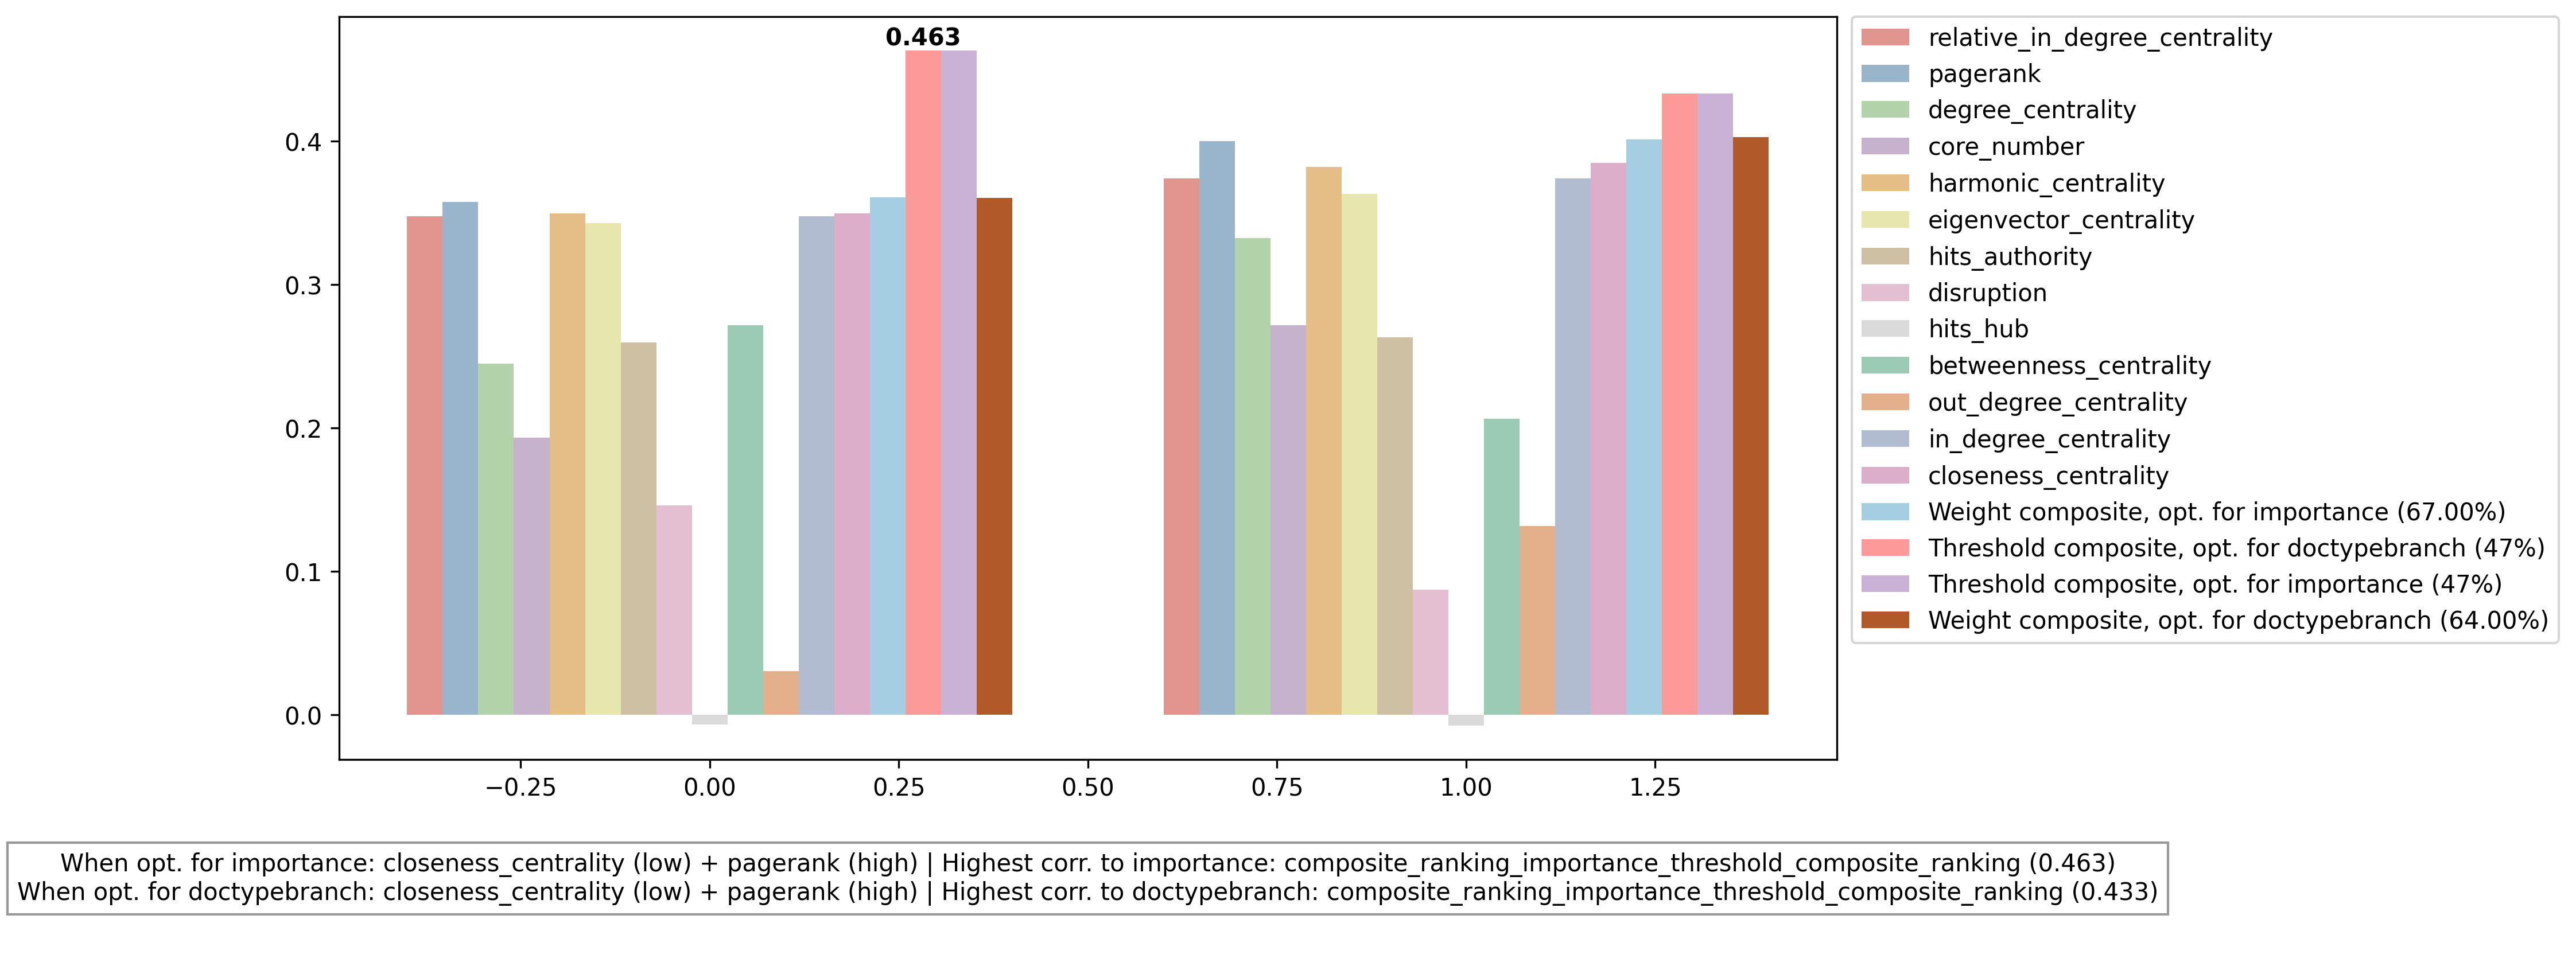 0.463
0.4
0.3
0.2
0.1
0.0
−0.25 0.00 0.25 0.50 0.75 1.00 1.25
relative_in_degree_centrality
pagerank
degree_centrality
core_number
harmonic_centrality
eigenvector_centrality
hits_authority
disruption
hits_hub
betweenness_centrality
out_degree_centrality
in_degree_centrality
closeness_centrality
Weight composite, opt. for importance (67.00%)
Threshold composite, opt. for doctypebranch (47%)
Threshold composite, opt. for importance (47%)
Weight composite, opt. for doctypebranch (64.00%)
When opt. for importance: closeness_centrality (low) + pagerank (high) | Highest corr. to importance: composite_ranking_importance_threshold_composite_ranking (0.463)
When opt. for doctypebranch: closeness_centrality (low) + pagerank (high) | Highest corr. to doctypebranch: composite_ranking_importance_threshold_composite_ranking (0.433)